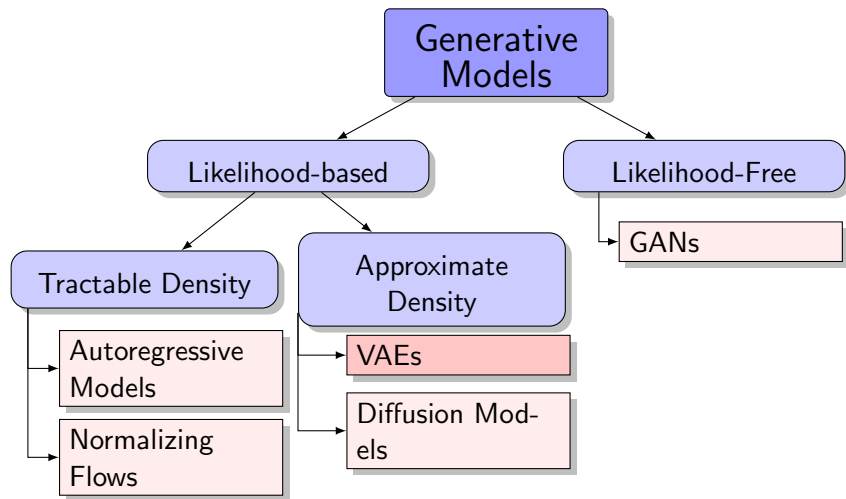 Generative
Models
Likelihood-based
Likelihood-Free
GANs
Tractable Density
Approximate
Density
Autoregressive
Models
VAEs
Normalizing
Flows
Diffusion Mod-
els